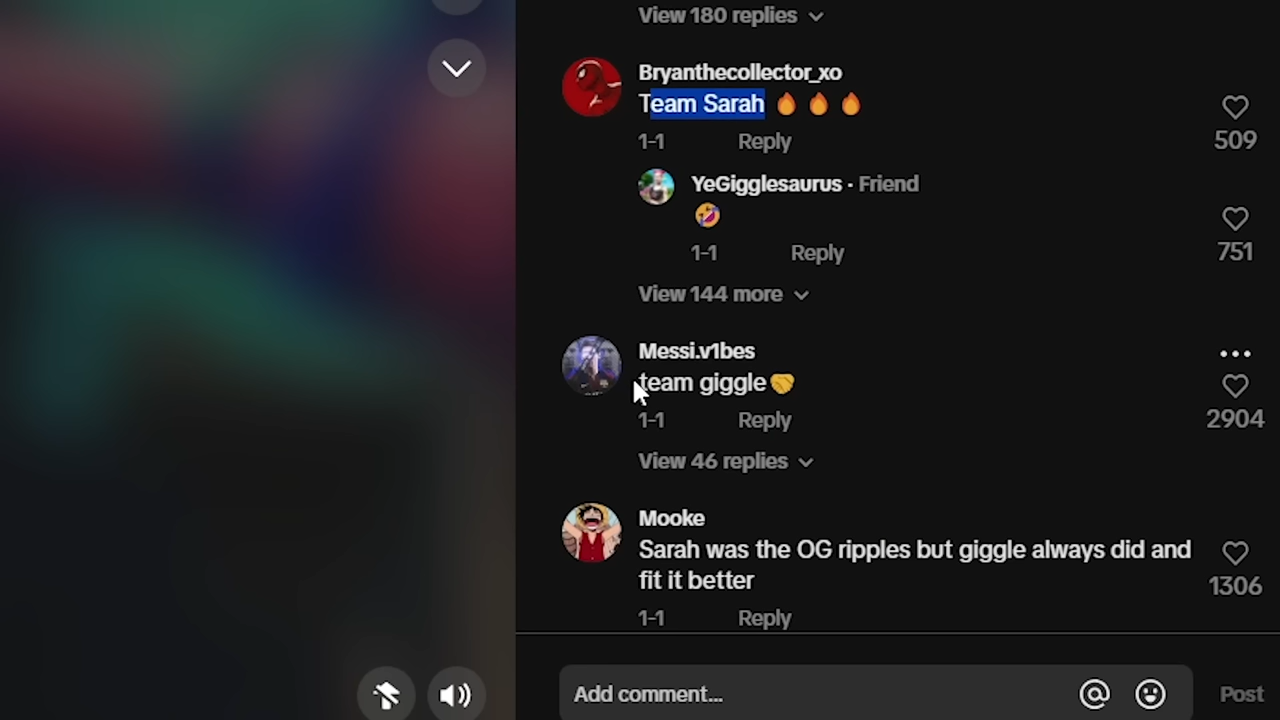 View 180 replies
Bryanthecollector_xo
Team Sarah 🔥 🔥 🔥
509
1-1 Reply
YeGigglesaurus · Friend
🤣
751
1-1 Reply
View 144 more
Messi.v1bes
team giggle🤝
2904
1-1 Reply
View 46 replies
Mooke
Sarah was the OG ripples but giggle always did and
fit it better
1306
1-1 Reply
Add comment... Post